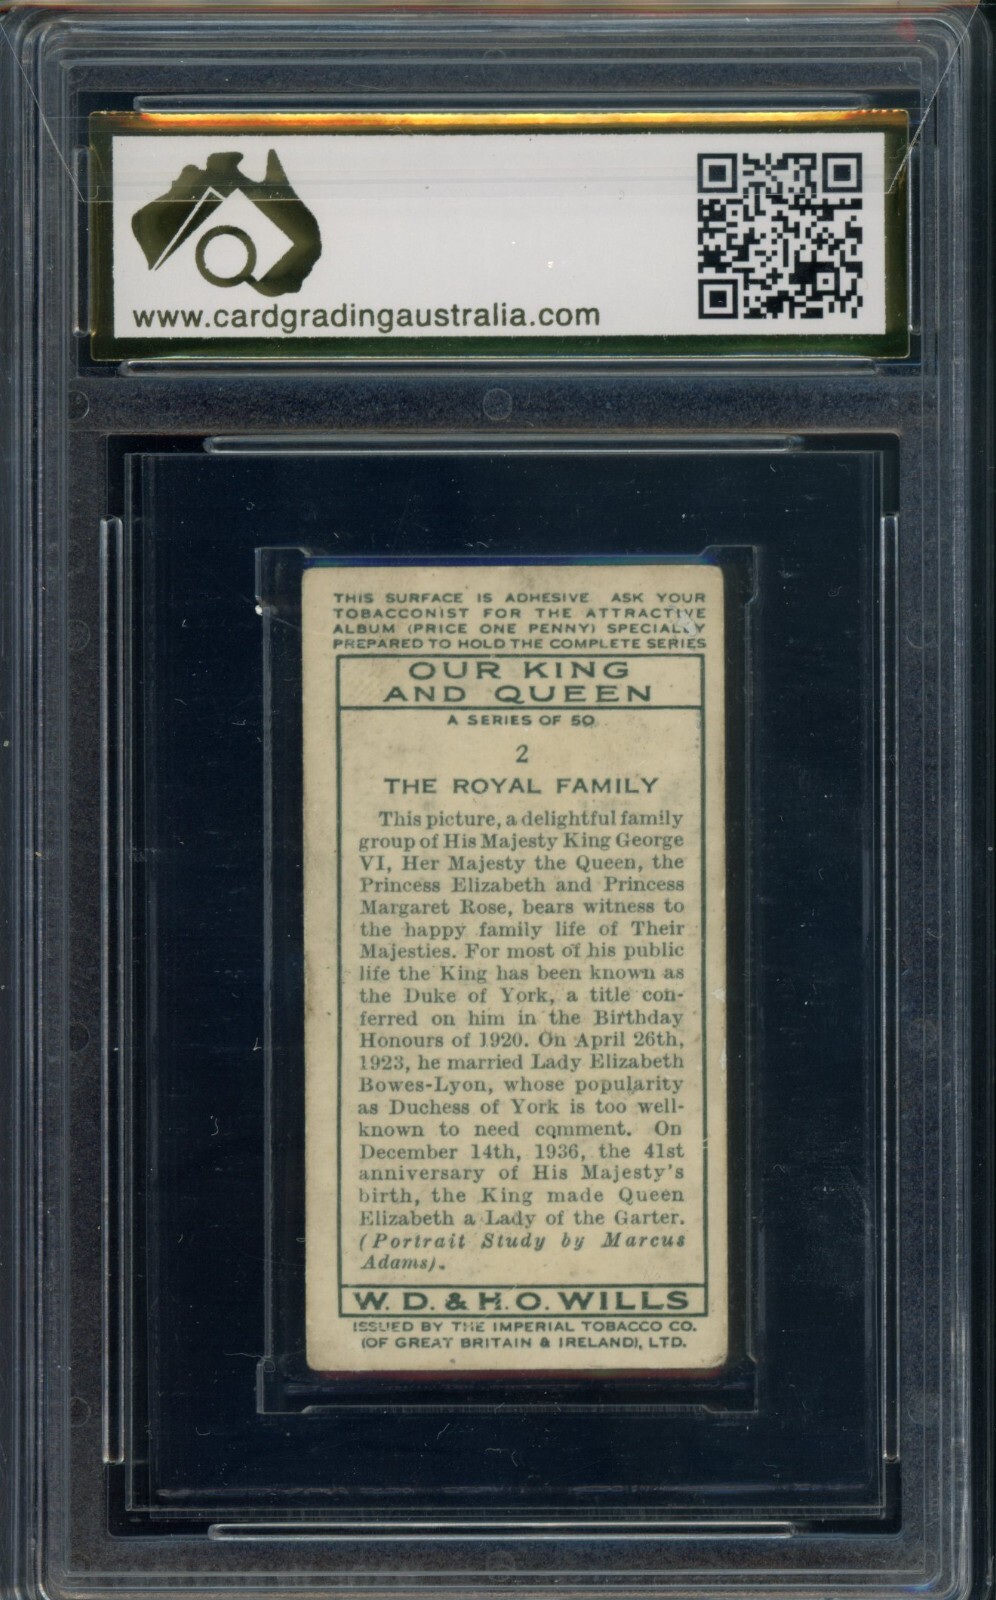 www.cardgradingaustralia.com
THIS SURFACE IS ADHESIVE ASK YOUR
TOBACCONIST FOR THE ATTRACTIVE
ALBUM (PRICE ONE PENNY) SPECIALLY
PREPARED TO HOLD THE COMPLETE SERIES
OUR KING
AND QUEEN
A SERIES OF 50
2
THE ROYAL FAMILY
This picture, a delightful family
group of His Majesty King George
VI, Her Majesty the Queen, the
Princess Elizabeth and Princess
Margaret Rose, bears witness to
the happy family life of Their
Majesties. For most of his public
life the King has been known as
the Duke of York, a title con-
ferred on him in the Birthday
Honours of 1920. On April 26th,
1923, he married Lady Elizabeth
Bowes-Lyon, whose popularity
as Duchess of York is too well-
known to need comment. On
December 14th, 1936, the 41st
anniversary of His Majesty's
birth, the King made Queen
Elizabeth a Lady of the Garter.
(Portrait Study by Marcus
Adams).
W. D. & H. O. WILLS
ISSUED BY THE IMPERIAL TOBACCO CO.
(OF GREAT BRITAIN & IRELAND), LTD.